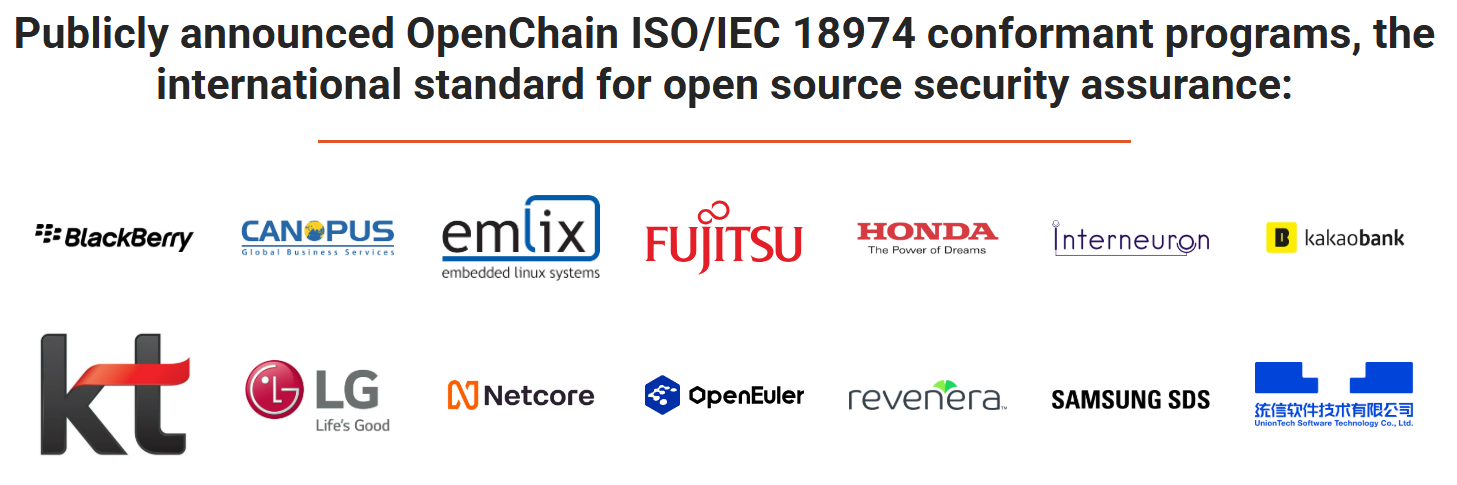 Publicly announced OpenChain ISO/IEC 18974 conformant programs, the
international standard for open source security assurance:
BlackBerry
CANOPUS
Global Business Services
emlix
embedded linux systems
FUJITSU
HONDA
The Power of Dreams
Interneuron
B kakaobank
kt
LG
Life's Good
Netcore
OpenEuler
revenera™
SAMSUNG SDS
统信软件技术有限公司
UnionTech Software Technology Co., Ltd.